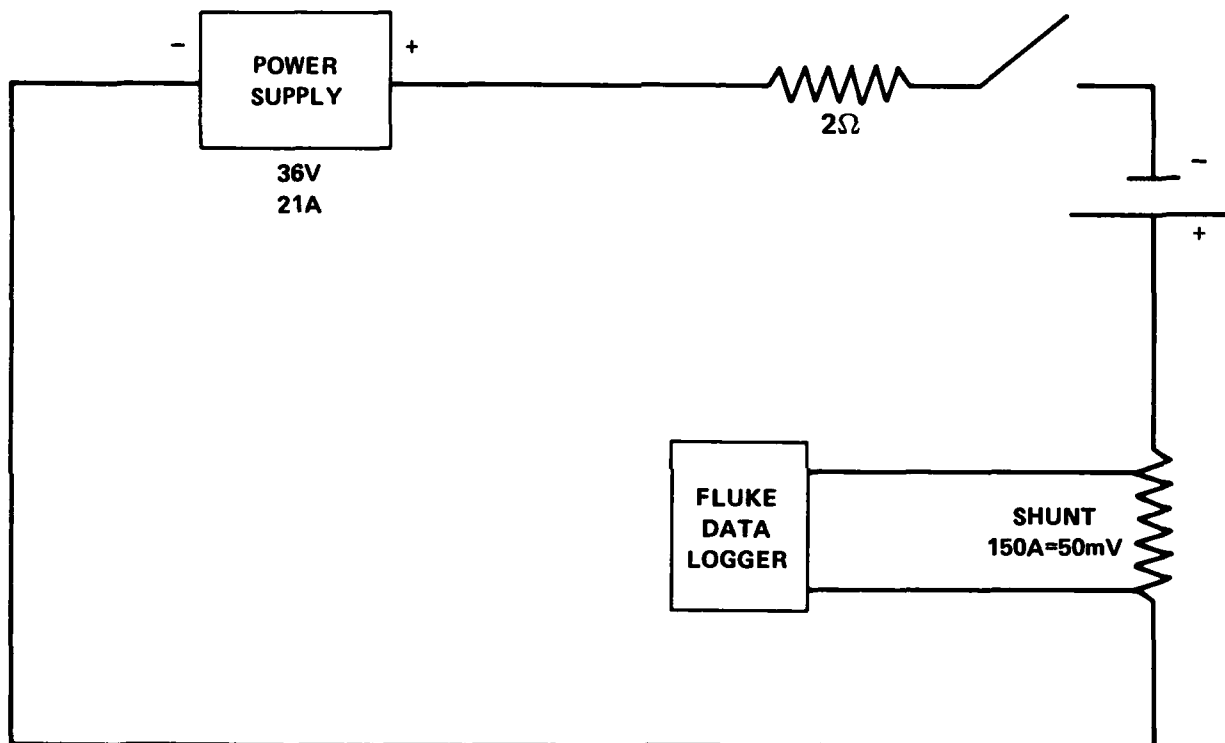 -
POWER
SUPPLY
+
36V
21A
2Ω
-
+
FLUKE
DATA
LOGGER
SHUNT
150A=50mV